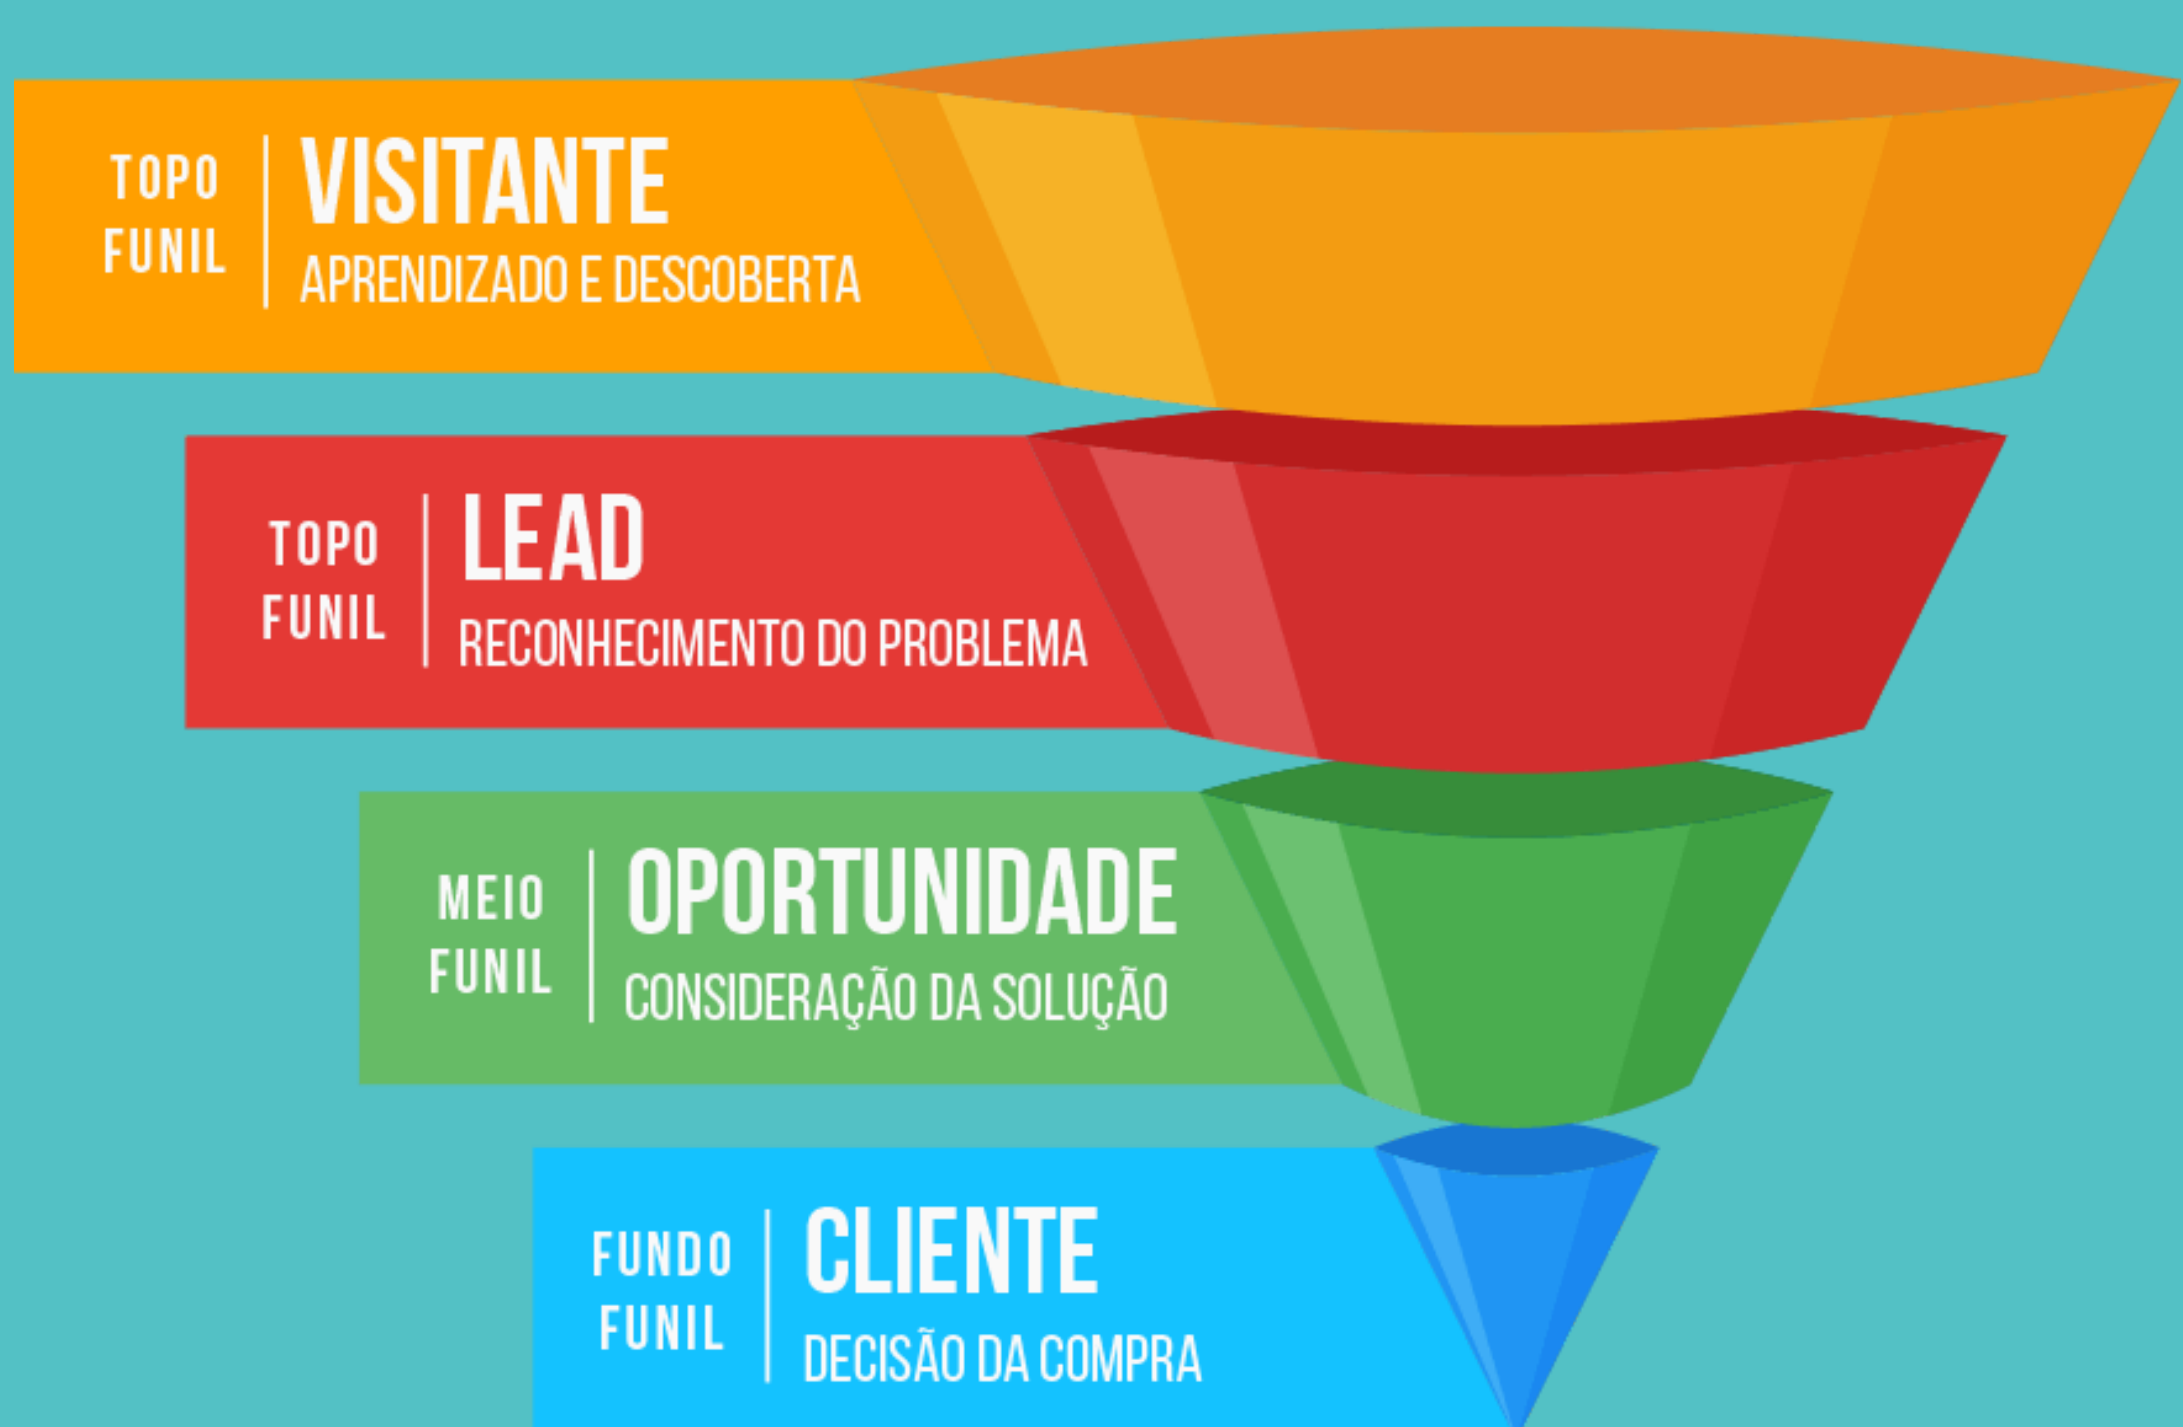 TOPO
FUNIL
VISITANTE
APRENDIZADO E DESCOBERTA
TOPO
FUNIL
LEAD
RECONHECIMENTO DO PROBLEMA
MEIO
FUNIL
OPORTUNIDADE
CONSIDERAÇÃO DA SOLUÇÃO
FUNDO
FUNIL
CLIENTE
DECISÃO DA COMPRA